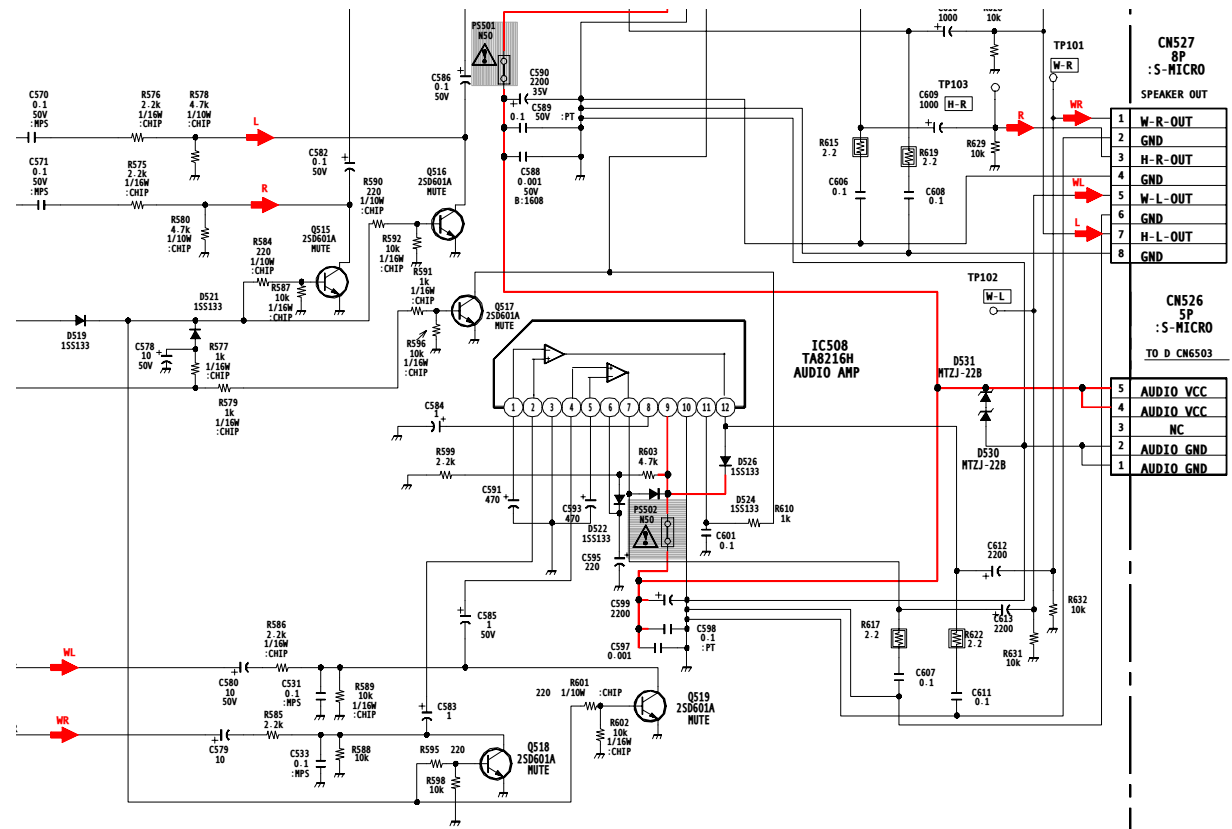 PS501
N50
C586
0.1
50V
C590
2200
35V
C589
0.1 50V :PT
C588
0.001
50V
B:1608
1000
10k
TP101
W-R
CN527
8P
:S-MICRO
SPEAKER OUT
C570
0.1
50V
:MPS
R576
2.2k
1/16W
:CHIP
R578
4.7k
1/10W
:CHIP
L
C571
0.1
50V
:MPS
R575
2.2k
1/16W
:CHIP
R580
4.7k
1/10W
:CHIP
R
C582
0.1
50V
R590
220
1/10W
:CHIP
Q516
2SD601A
MUTE
R592
10k
1/16W
:CHIP
Q515
2SD601A
MUTE
R584
220
1/10W
:CHIP
R587
10k
1/16W
:CHIP
R591
1k
1/16W
:CHIP
Q517
2SD601A
MUTE
R596
10k
1/16W
:CHIP
D521
1SS133
D519
1SS133
C578
10
50V
R577
1k
1/16W
:CHIP
R579
1k
1/16W
:CHIP
TP103
H-R
C609
1000
R
R629
10k
R615
2.2
R619
2.2
C606
0.1
C608
0.1
WR
WL
L
1 W-R-OUT
2 GND
3 H-R-OUT
4 GND
5 W-L-OUT
6 GND
7 H-L-OUT
8 GND
TP102
W-L
CN526
5P
:S-MICRO
TO D CN6503
IC508
TA8216H
AUDIO AMP
D531
MTZJ-22B
D530
MTZJ-22B
5 AUDIO VCC
4 AUDIO VCC
3 NC
2 AUDIO GND
1 AUDIO GND
1 2 3 4 5 6 7 8 9 10 11 12
C584
1
R599
2.2k
R603
4.7k
D526
1SS133
C591
470
C593
470
D522
1SS133
PS502
N50
D524
1SS133
R610
1k
C601
0.1
C595
220
C612
2200
C599
2200
C598
0.1
:PT
C597
0.001
C585
1
50V
C613
2200
R632
10k
R617
2.2
R622
2.2
R631
10k
C607
0.1
C611
0.1
WL
R586
2.2k
1/16W
:CHIP
C580
10
50V
C531
0.1
:MPS
R589
10k
1/16W
:CHIP
C583
1
WR
R585
2.2k
C579
10
C533
0.1
:MPS
R588
10k
R595 220
R598
10k
Q518
2SD601A
MUTE
R601
220 1/10W :CHIP
R602
10k
1/16W
:CHIP
Q519
2SD601A
MUTE